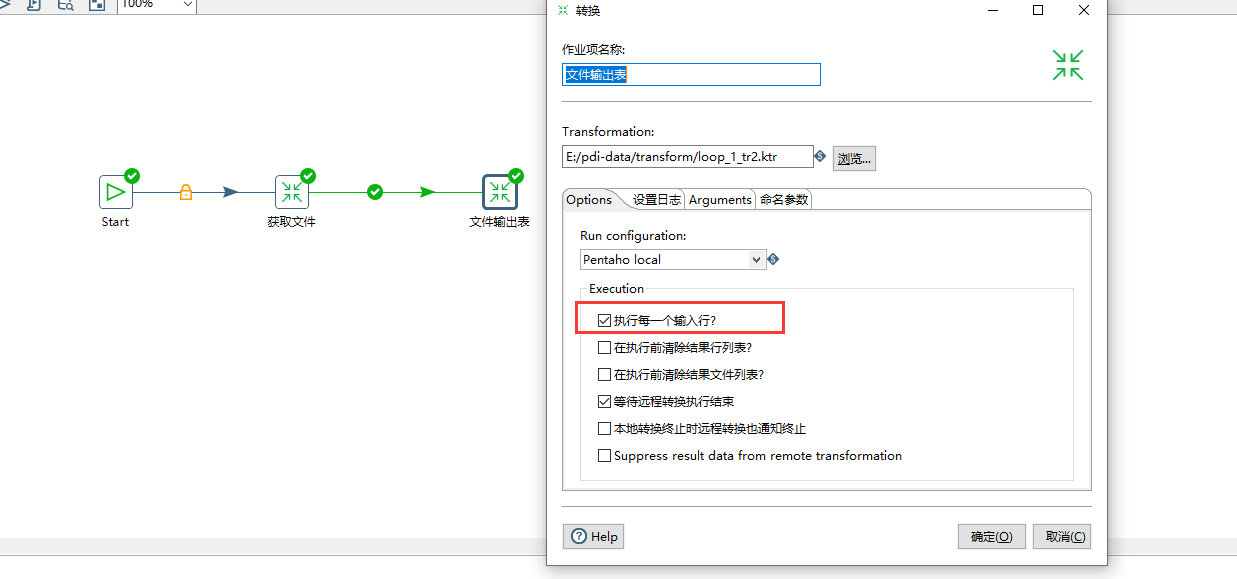 100%
Start
获取文件
文件输出表
转换
作业项名称:
文件输出表
Transformation:
E:/pdi-data/transform/loop_1_tr2.ktr
浏览...
Options
设置日志
Arguments
命名参数
Run configuration:
Pentaho local
Execution
执行每一个输入行?
在执行前清除结果行列表?
在执行前清除结果文件列表?
等待远程转换执行结束
本地转换终止时远程转换也通知终止
Suppress result data from remote transformation
Help
确定(O)
取消(C)